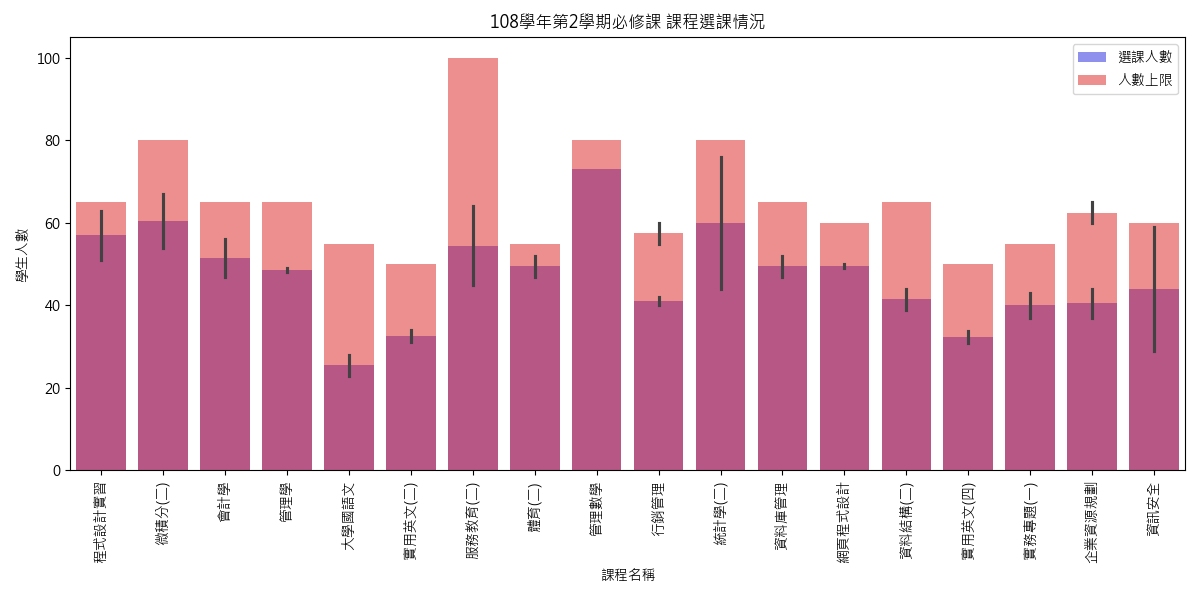 108學年第2學期必修課 課程選課情況
選課人數
人數上限
學生人數
100
80
60
40
20
0
程式設計實習
微積分(二)
會計學
管理學
大學國語文
實用英文(二)
服務教育(二)
體育(二)
管理數學
行銷管理
統計學(二)
資料庫管理
網頁程式設計
資料結構(二)
實用英文(四)
實務專題(一)
企業資源規劃
資訊安全
課程名稱